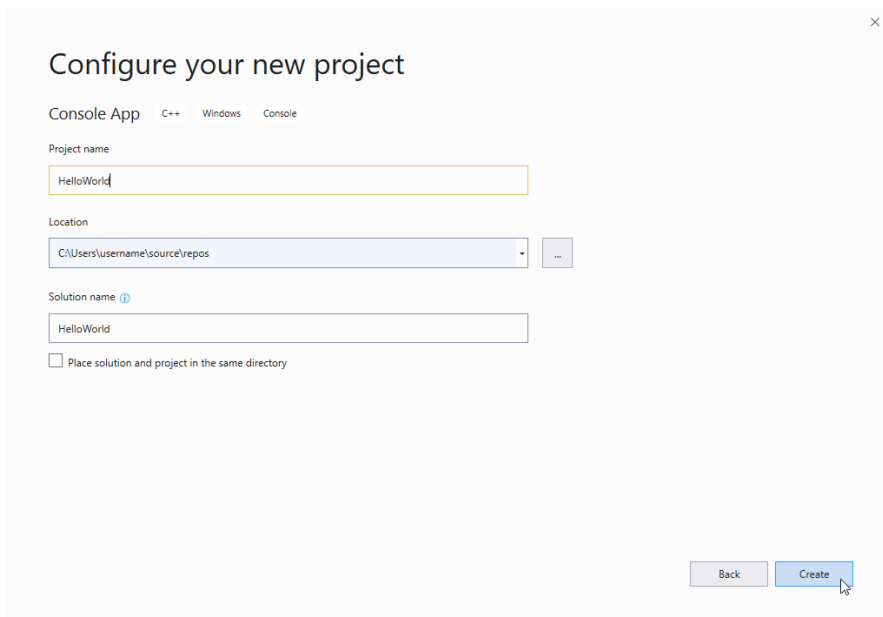 Configure your new project
Console App C++ Windows Console
Project name
HelloWorld
Location
C:\Users\username\source\repos
...
Solution name
HelloWorld
Place solution and project in the same directory
Back Create